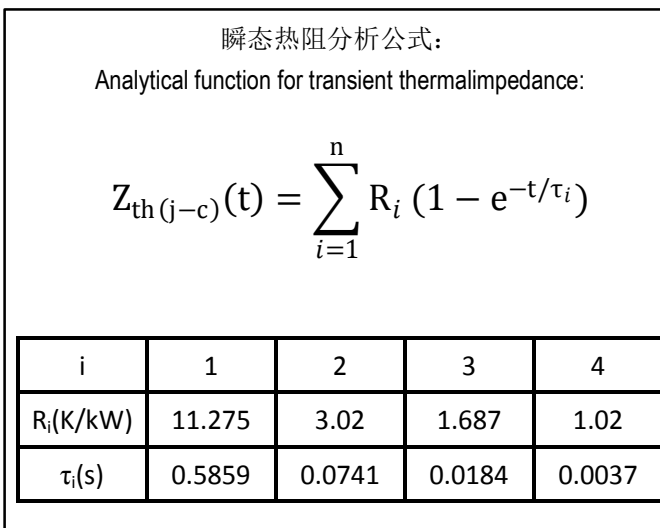 瞬态热阻分析公式：
Analytical function for transient thermalimpedance:
n
Z_th (j−c)(t) = ∑ R_i (1 − e^−t/τ_i)
i=1
i 1 2 3 4
R_i(K/kW) 11.275 3.02 1.687 1.02
τ_i(s) 0.5859 0.0741 0.0184 0.0037